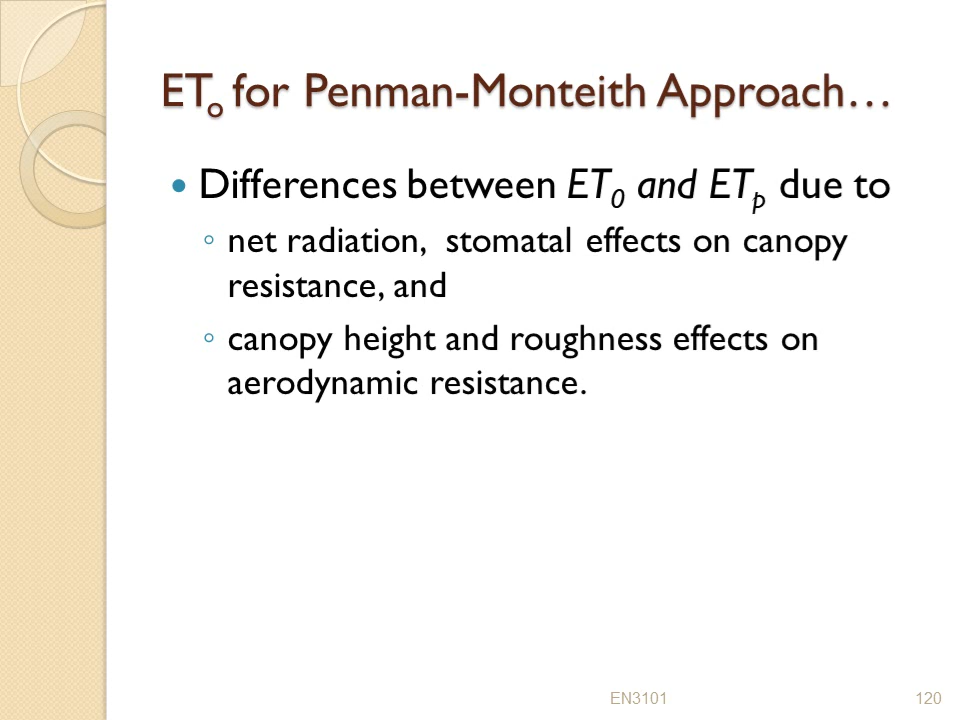 ETo for Penman-Monteith Approach…
• Differences between ET0 and ETp due to
◦ net radiation, stomatal effects on canopy
resistance, and
◦ canopy height and roughness effects on
aerodynamic resistance.
EN3101 120